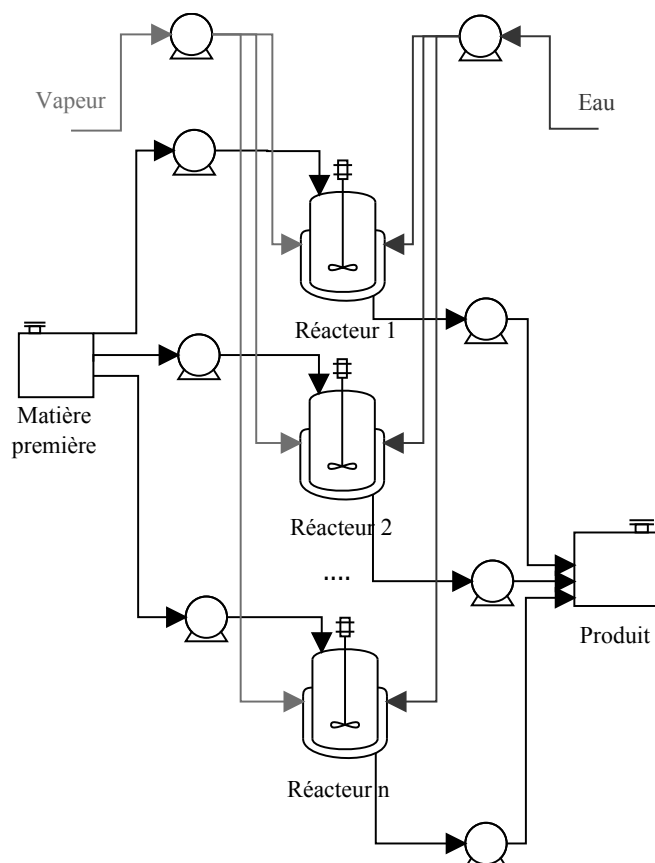 Vapeur
Eau
Réacteur 1
Matière
première
Réacteur 2
....
Produit
Réacteur n